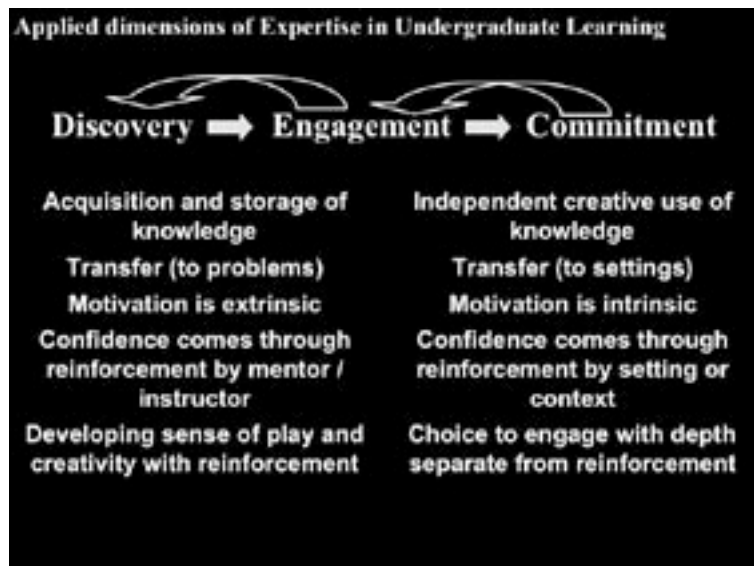 Applied dimensions of Expertise in Undergraduate Learning
Discovery Engagement Commitment
Acquisition and storage of
knowledge
Transfer (to problems)
Motivation is extrinsic
Confidence comes through
reinforcement by mentor /
instructor
Developing sense of play and
creativity with reinforcement
Independent creative use of
knowledge
Transfer (to settings)
Motivation is intrinsic
Confidence comes through
reinforcement by setting or
context
Choice to engage with depth
separate from reinforcement